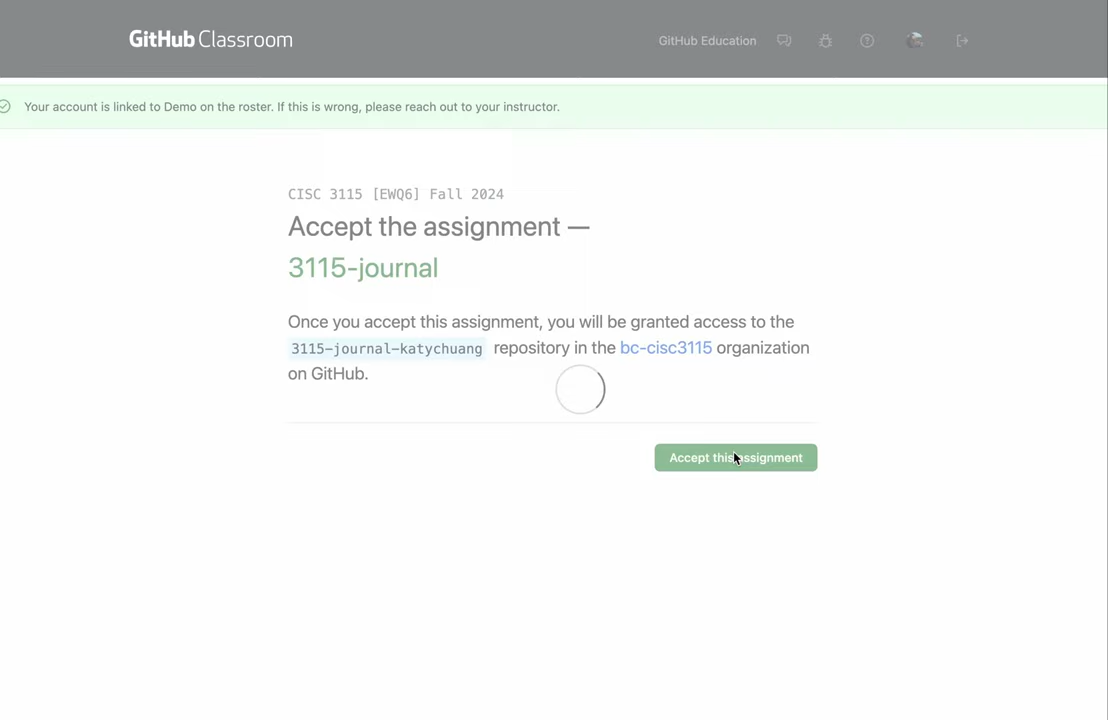 GitHub Classroom
GitHub Education
Your account is linked to Demo on the roster. If this is wrong, please reach out to your instructor.
CISC 3115 [EWQ6] Fall 2024
Accept the assignment —
3115-journal
Once you accept this assignment, you will be granted access to the
3115-journal-katychuang repository in the bc-cisc3115 organization
on GitHub.
Accept this assignment